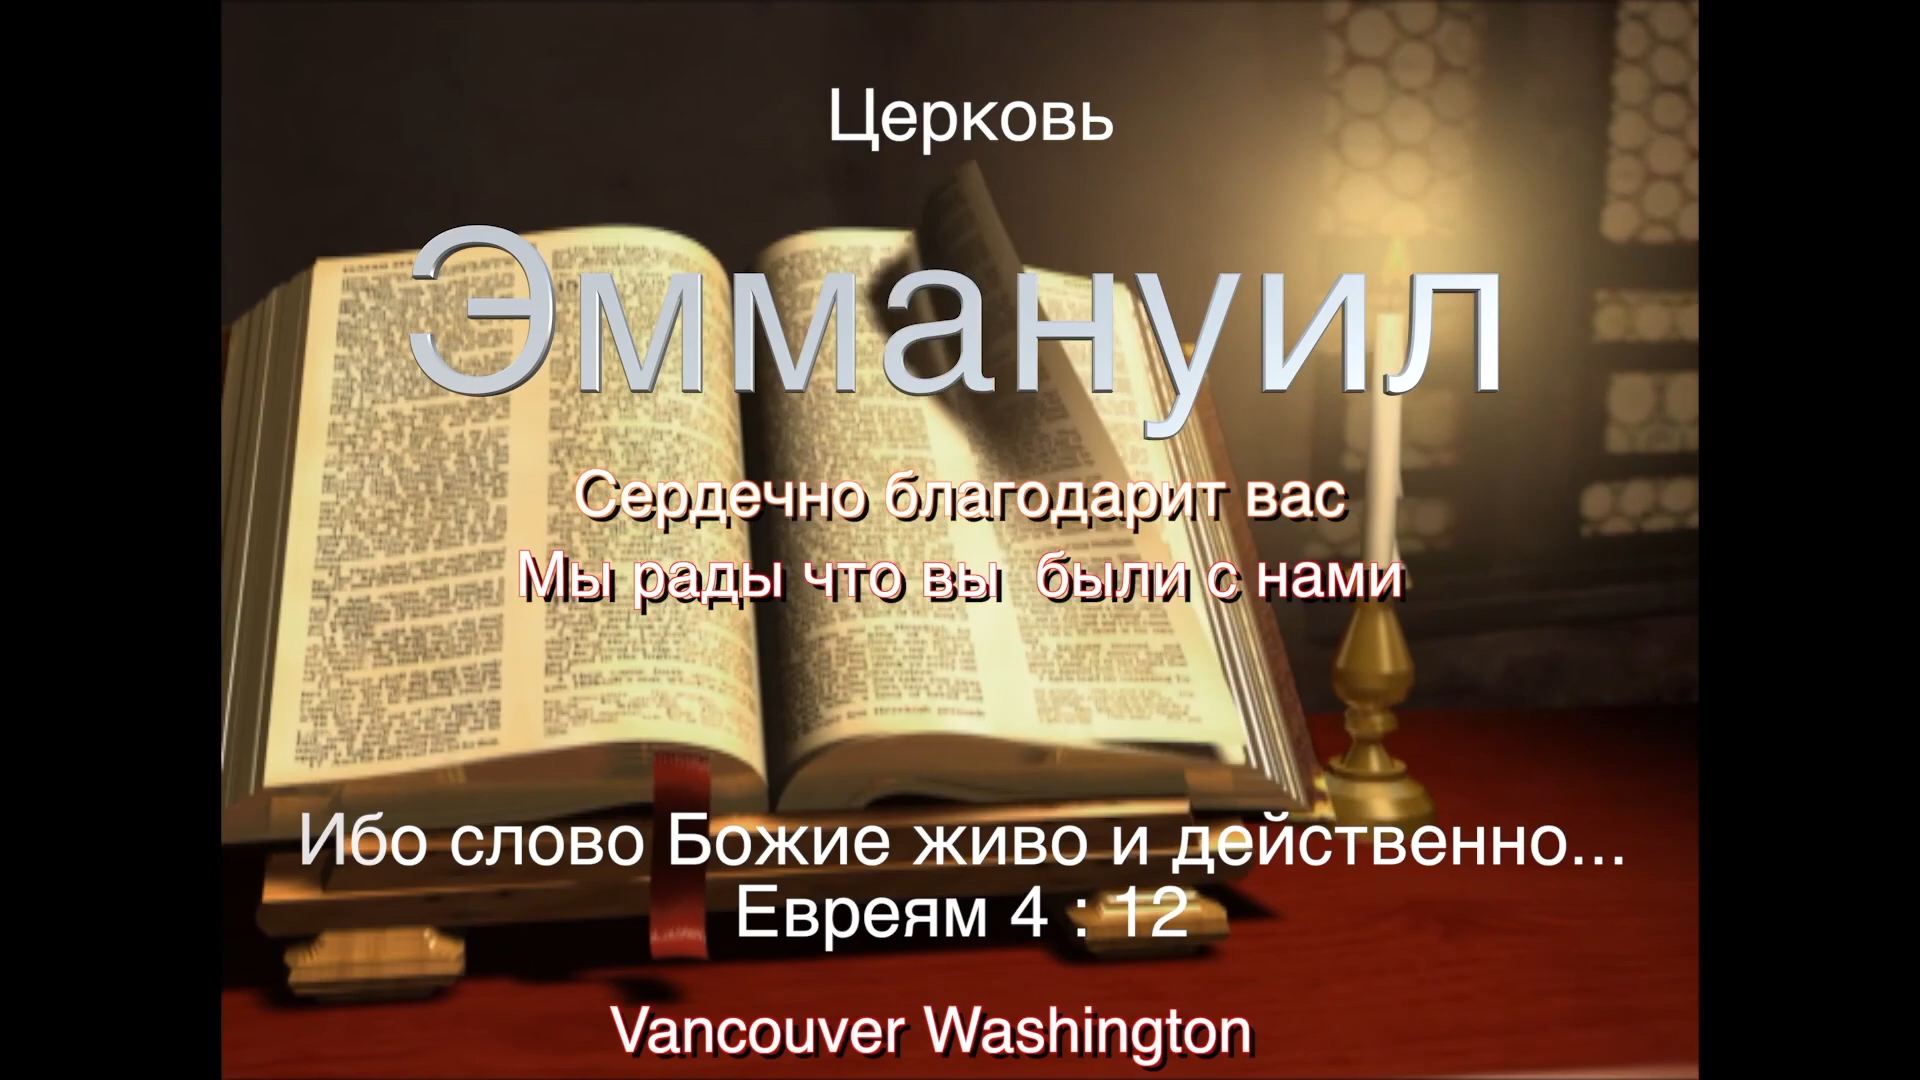 Церковь
Эммануил
Сердечно благодарит вас
Мы рады что вы были с нами
Ибо слово Божие живо и действенно...
Евреям 4 : 12
Vancouver Washington